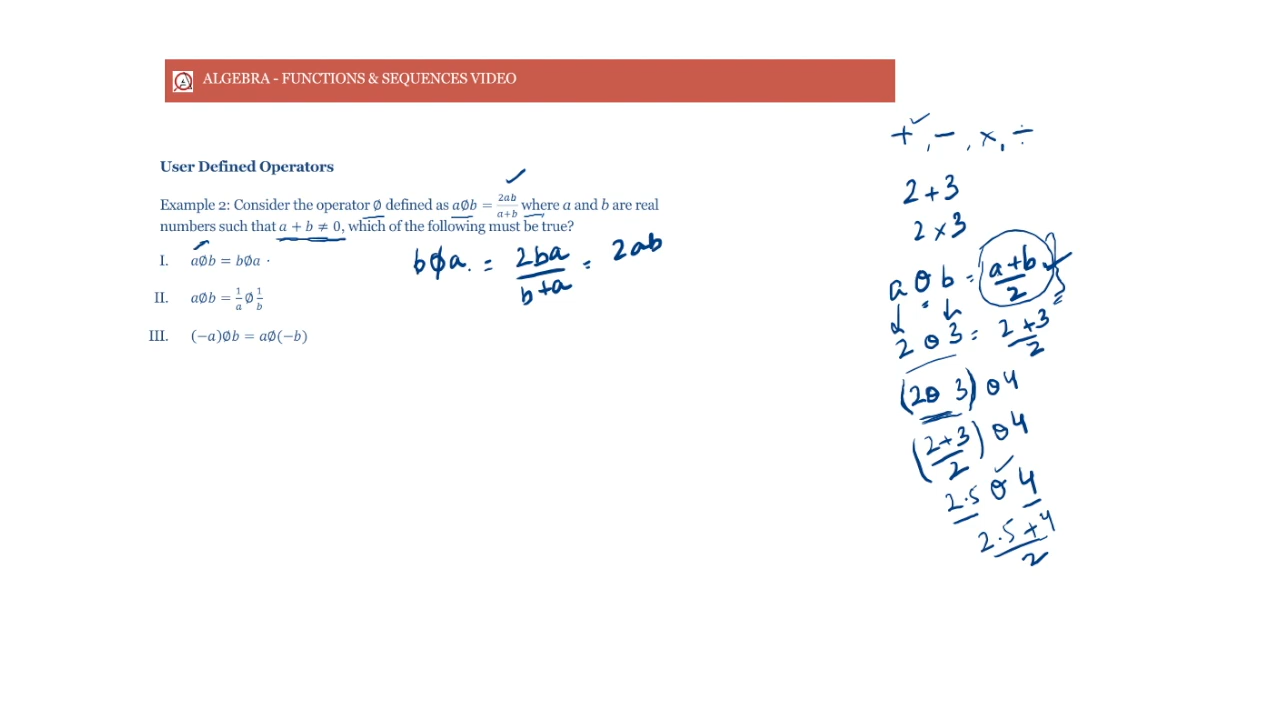 ALGEBRA - FUNCTIONS & SEQUENCES VIDEO
User Defined Operators
Example 2: Consider the operator ∅ defined as a∅b = 2ab/a+b where a and b are real
numbers such that a + b ≠ 0, which of the following must be true?
I. a∅b = b∅a
II. a∅b = 1/a ∅ 1/b
III. (−a)∅b = a∅(−b)
b∅a. = 2ba/b+a = 2ab
+, −, ×, ÷
2 + 3
2 × 3
a θ b = a+b/2
2 θ 3 = 2+3/2
(2 θ 3) θ 4
(2+3/2) θ 4
2.5 θ 4
2.5+4/2